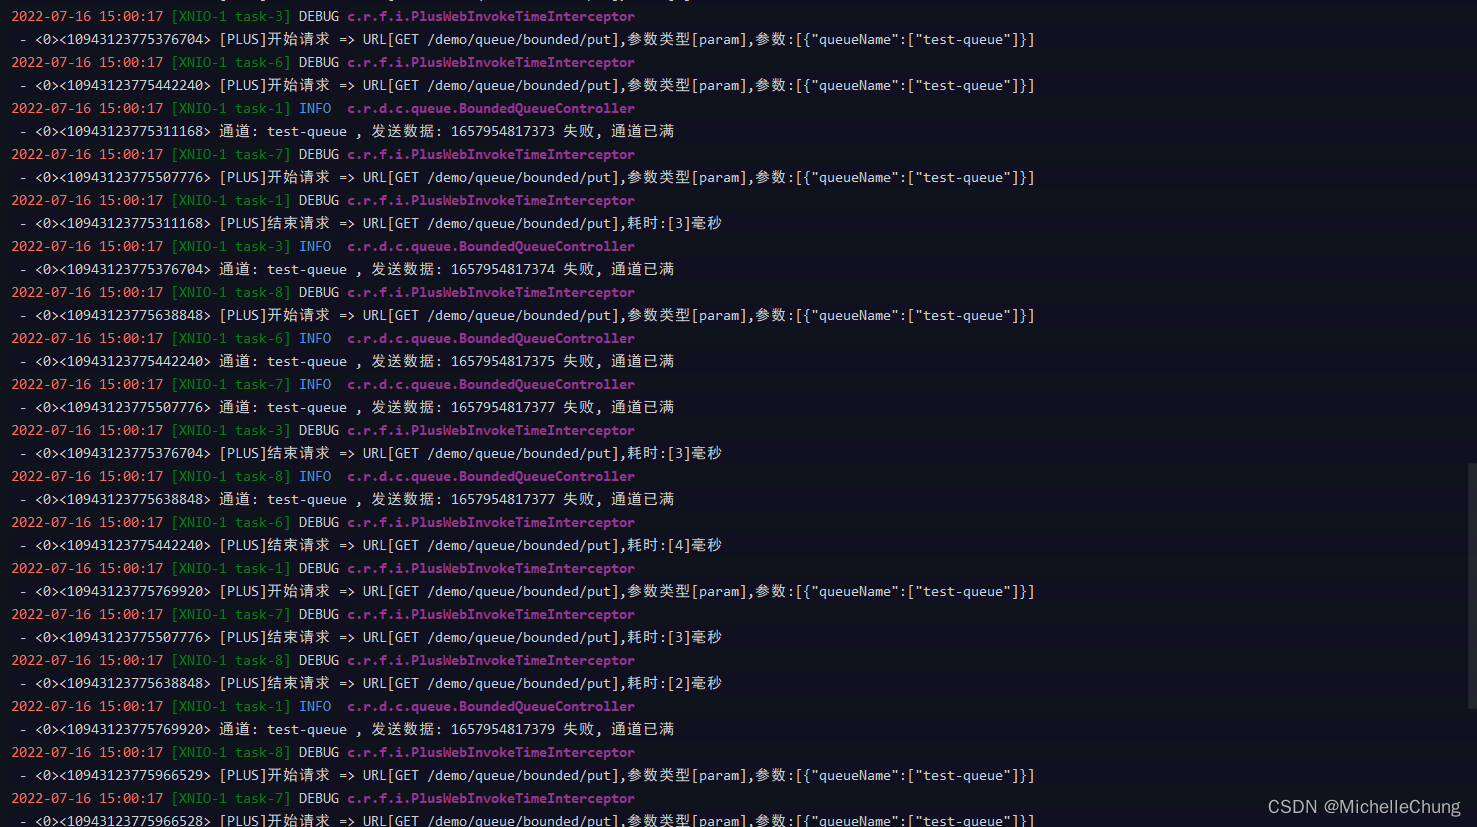 2022-07-16 15:00:17 [XNIO-1 task-3] DEBUG c.r.f.i.PlusWebInvokeTimeInterceptor
- <0><10943123775376704> [PLUS]开始请求 => URL[GET /demo/queue/bounded/put],参数类型[param],参数:[{"queueName":["test-queue"]}]
2022-07-16 15:00:17 [XNIO-1 task-6] DEBUG c.r.f.i.PlusWebInvokeTimeInterceptor
- <0><10943123775442240> [PLUS]开始请求 => URL[GET /demo/queue/bounded/put],参数类型[param],参数:[{"queueName":["test-queue"]}]
2022-07-16 15:00:17 [XNIO-1 task-1] INFO c.r.d.c.queue.BoundedQueueController
- <0><10943123775311168> 通道: test-queue , 发送数据: 1657954817373 失败, 通道已满
2022-07-16 15:00:17 [XNIO-1 task-7] DEBUG c.r.f.i.PlusWebInvokeTimeInterceptor
- <0><10943123775507776> [PLUS]开始请求 => URL[GET /demo/queue/bounded/put],参数类型[param],参数:[{"queueName":["test-queue"]}]
2022-07-16 15:00:17 [XNIO-1 task-1] DEBUG c.r.f.i.PlusWebInvokeTimeInterceptor
- <0><10943123775311168> [PLUS]结束请求 => URL[GET /demo/queue/bounded/put],耗时:[3]毫秒
2022-07-16 15:00:17 [XNIO-1 task-3] INFO c.r.d.c.queue.BoundedQueueController
- <0><10943123775376704> 通道: test-queue , 发送数据: 1657954817374 失败, 通道已满
2022-07-16 15:00:17 [XNIO-1 task-8] DEBUG c.r.f.i.PlusWebInvokeTimeInterceptor
- <0><10943123775638848> [PLUS]开始请求 => URL[GET /demo/queue/bounded/put],参数类型[param],参数:[{"queueName":["test-queue"]}]
2022-07-16 15:00:17 [XNIO-1 task-6] INFO c.r.d.c.queue.BoundedQueueController
- <0><10943123775442240> 通道: test-queue , 发送数据: 1657954817375 失败, 通道已满
2022-07-16 15:00:17 [XNIO-1 task-7] INFO c.r.d.c.queue.BoundedQueueController
- <0><10943123775507776> 通道: test-queue , 发送数据: 1657954817377 失败, 通道已满
2022-07-16 15:00:17 [XNIO-1 task-3] DEBUG c.r.f.i.PlusWebInvokeTimeInterceptor
- <0><10943123775376704> [PLUS]结束请求 => URL[GET /demo/queue/bounded/put],耗时:[3]毫秒
2022-07-16 15:00:17 [XNIO-1 task-8] INFO c.r.d.c.queue.BoundedQueueController
- <0><10943123775638848> 通道: test-queue , 发送数据: 1657954817377 失败, 通道已满
2022-07-16 15:00:17 [XNIO-1 task-6] DEBUG c.r.f.i.PlusWebInvokeTimeInterceptor
- <0><10943123775442240> [PLUS]结束请求 => URL[GET /demo/queue/bounded/put],耗时:[4]毫秒
2022-07-16 15:00:17 [XNIO-1 task-1] DEBUG c.r.f.i.PlusWebInvokeTimeInterceptor
- <0><10943123775769920> [PLUS]开始请求 => URL[GET /demo/queue/bounded/put],参数类型[param],参数:[{"queueName":["test-queue"]}]
2022-07-16 15:00:17 [XNIO-1 task-7] DEBUG c.r.f.i.PlusWebInvokeTimeInterceptor
- <0><10943123775507776> [PLUS]结束请求 => URL[GET /demo/queue/bounded/put],耗时:[3]毫秒
2022-07-16 15:00:17 [XNIO-1 task-8] DEBUG c.r.f.i.PlusWebInvokeTimeInterceptor
- <0><10943123775638848> [PLUS]结束请求 => URL[GET /demo/queue/bounded/put],耗时:[2]毫秒
2022-07-16 15:00:17 [XNIO-1 task-1] INFO c.r.d.c.queue.BoundedQueueController
- <0><10943123775769920> 通道: test-queue , 发送数据: 1657954817379 失败, 通道已满
2022-07-16 15:00:17 [XNIO-1 task-8] DEBUG c.r.f.i.PlusWebInvokeTimeInterceptor
- <0><10943123775966529> [PLUS]开始请求 => URL[GET /demo/queue/bounded/put],参数类型[param],参数:[{"queueName":["test-queue"]}]
2022-07-16 15:00:17 [XNIO-1 task-7] DEBUG c.r.f.i.PlusWebInvokeTimeInterceptor
- <0><10943123775966528> [PLUS]开始请求 => URL[GET /demo/queue/bounded/put],参数类型[param],参数:[{"queueName":["test-queue"]}]
CSDN @MichelleChung